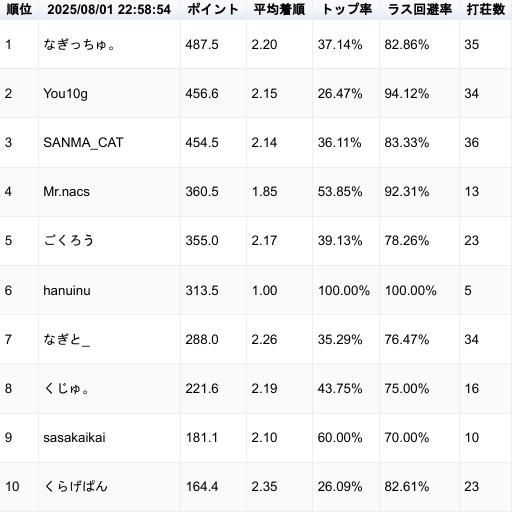 順位 2025/08/01 22:58:54 ポイント 平均着順 トップ率 ラス回避率 打荘数
1 なぎっちゅ。 487.5 2.20 37.14% 82.86% 35
2 You10g 456.6 2.15 26.47% 94.12% 34
3 SANMA_CAT 454.5 2.14 36.11% 83.33% 36
4 Mr.nacs 360.5 1.85 53.85% 92.31% 13
5 ごくろう 355.0 2.17 39.13% 78.26% 23
6 hanuinu 313.5 1.00 100.00% 100.00% 5
7 なぎと_ 288.0 2.26 35.29% 76.47% 34
8 くじゅ。 221.6 2.19 43.75% 75.00% 16
9 sasakaikai 181.1 2.10 60.00% 70.00% 10
10 くらげぱん 164.4 2.35 26.09% 82.61% 23